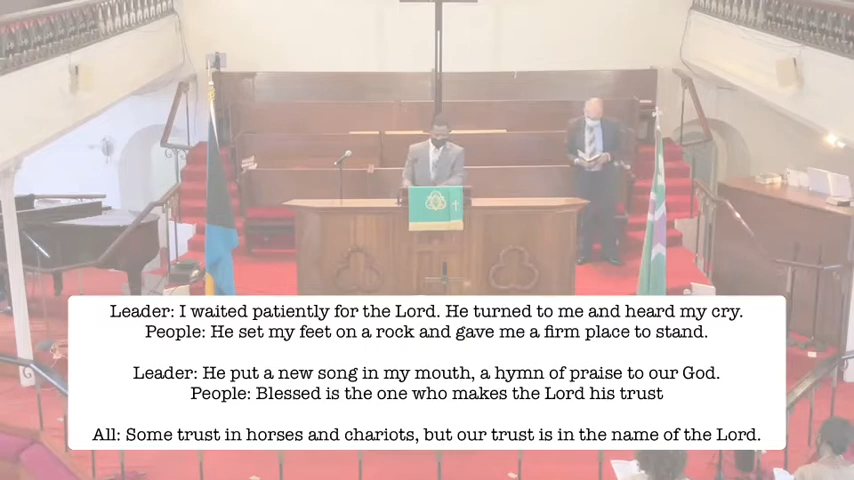 Leader: I waited patiently for the Lord. He turned to me and heard my cry.
People: He set my feet on a rock and gave me a firm place to stand.
Leader: He put a new song in my mouth, a hymn of praise to our God.
People: Blessed is the one who makes the Lord his trust
All: Some trust in horses and chariots, but our trust is in the name of the Lord.